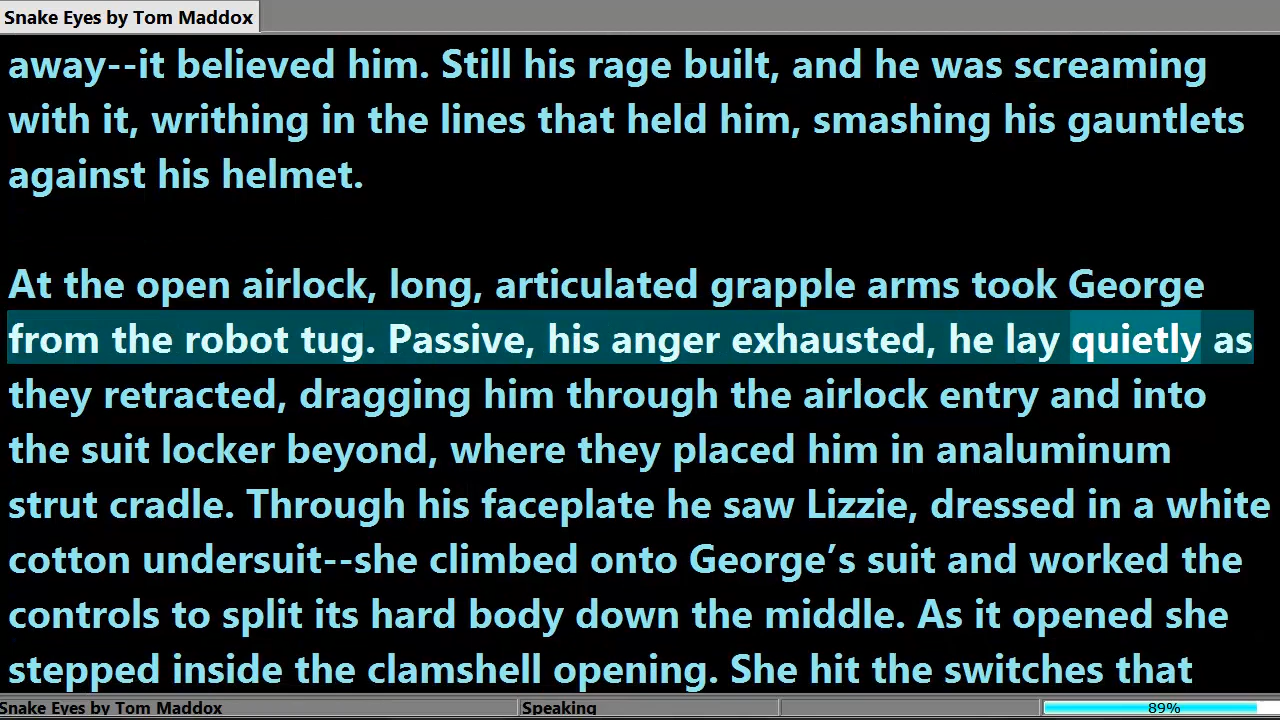 Snake Eyes by Tom Maddox
away--it believed him. Still his rage built, and he was screaming
with it, writhing in the lines that held him, smashing his gauntlets
against his helmet.
At the open airlock, long, articulated grapple arms took George
from the robot tug. Passive, his anger exhausted, he lay quietly as
they retracted, dragging him through the airlock entry and into
the suit locker beyond, where they placed him in analuminum
strut cradle. Through his faceplate he saw Lizzie, dressed in a white
cotton undersuit--she climbed onto George’s suit and worked the
controls to split its hard body down the middle. As it opened she
stepped inside the clamshell opening. She hit the switches that
Snake Eyes by Tom Maddox Speaking 89%